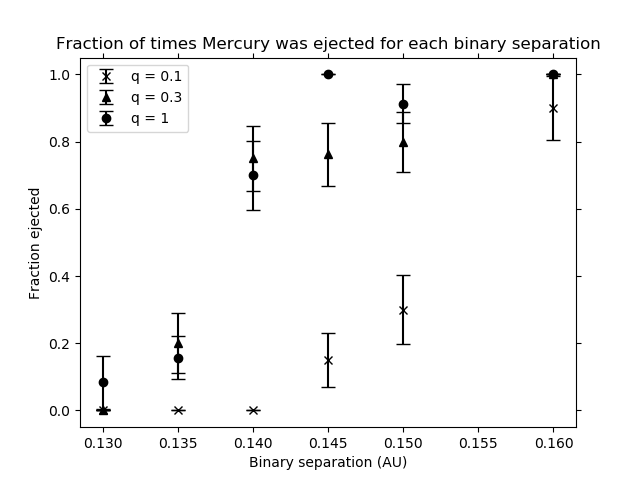 Fraction of times Mercury was ejected for each binary separation
q = 0.1
q = 0.3
q = 1
1.0
0.8
0.6
0.4
0.2
0.0
Fraction ejected
0.130 0.135 0.140 0.145 0.150 0.155 0.160
Binary separation (AU)